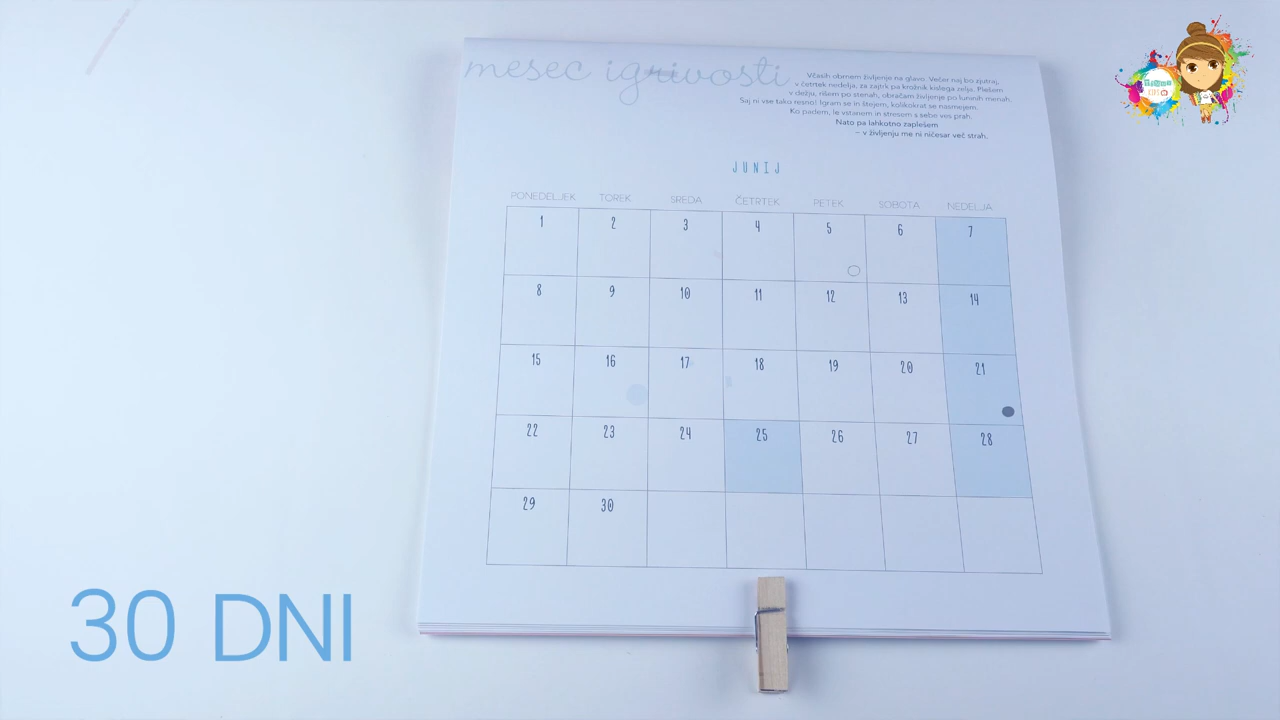 mesec igrivosti
Včasih obrnem življenje na glavo. Večer naj bo zjutraj,
v četrtek nedelja, za zajtrk pa krožnik kislega zelja. Plešem
v dežju, rišem po stenah, obračam življenje po luninih menah.
Saj ni vse tako resno! Igram se in štejem, kolikokrat se nasmejem.
Ko padem, le vstanem in stresem s sebe ves prah.
Nato pa lahkotno zaplešem
– v življenju me ni ničesar več strah.
JUNIJ
PONEDELJEK TOREK SREDA ČETRTEK PETEK SOBOTA NEDELJA
1 2 3 4 5 6 7
8 9 10 11 12 13 14
15 16 17 18 19 20 21
22 23 24 25 26 27 28
29 30
30 DNI